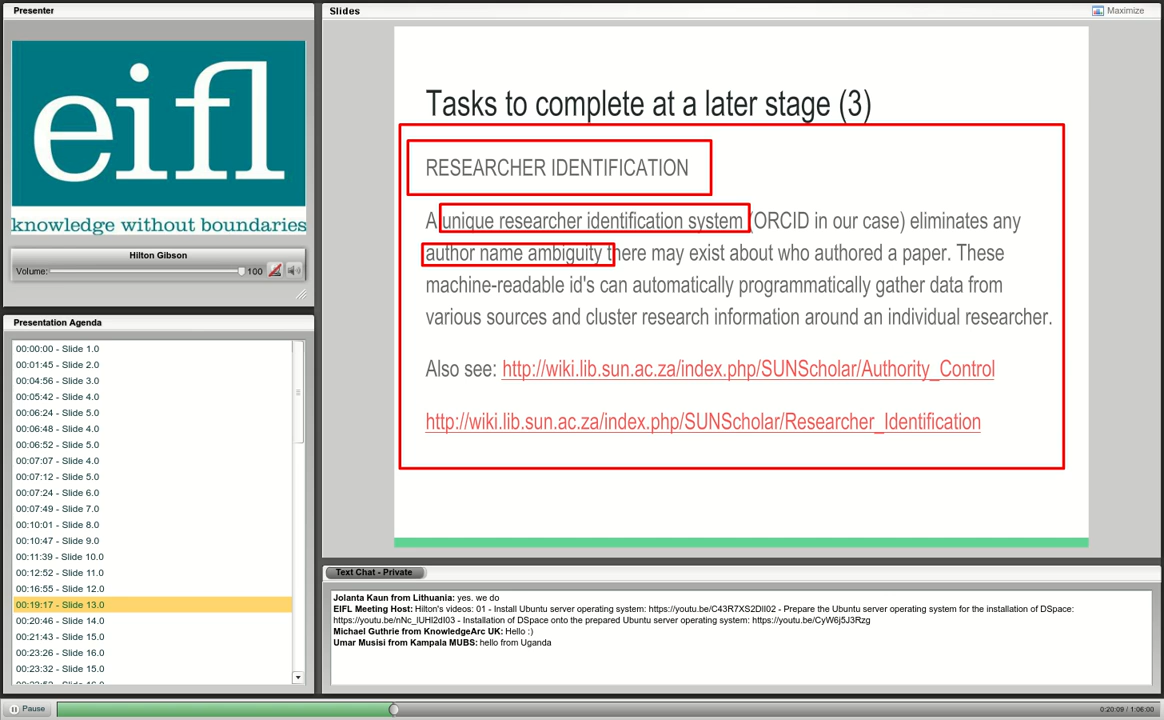 Presenter
eifl
knowledge without boundaries
Hilton Gibson
Volume: 100
Presentation Agenda
00:00:00 - Slide 1.0
00:01:45 - Slide 2.0
00:04:56 - Slide 3.0
00:05:42 - Slide 4.0
00:06:24 - Slide 5.0
00:06:48 - Slide 4.0
00:06:52 - Slide 5.0
00:07:07 - Slide 4.0
00:07:12 - Slide 5.0
00:07:24 - Slide 6.0
00:07:49 - Slide 7.0
00:10:01 - Slide 8.0
00:10:47 - Slide 9.0
00:11:39 - Slide 10.0
00:12:52 - Slide 11.0
00:16:55 - Slide 12.0
00:19:17 - Slide 13.0
00:20:46 - Slide 14.0
00:21:43 - Slide 15.0
00:23:26 - Slide 16.0
00:23:32 - Slide 15.0
Slides
Maximize
Tasks to complete at a later stage (3)
RESEARCHER IDENTIFICATION
A unique researcher identification system (ORCID in our case) eliminates any
author name ambiguity there may exist about who authored a paper. These
machine-readable id's can automatically programmatically gather data from
various sources and cluster research information around an individual researcher.
Also see: http://wiki.lib.sun.ac.za/index.php/SUNScholar/Authority_Control
http://wiki.lib.sun.ac.za/index.php/SUNScholar/Researcher_Identification
Text Chat - Private
Jolanta Kaun from Lithuania: yes. we do
EIFL Meeting Host: Hilton's videos: 01 - Install Ubuntu server operating system: https://youtu.be/C43R7XS2DII02 - Prepare the Ubuntu server operating system for the installation of DSpace:
https://youtu.be/nNc_IUHl2dI03 - Installation of DSpace onto the prepared Ubuntu server operating system: https://youtu.be/CyW6j5J3Rzg
Michael Guthrie from KnowledgeArc UK: Hello :)
Umar Musisi from Kampala MUBS: hello from Uganda
Pause
0:20:09 / 1:06:00